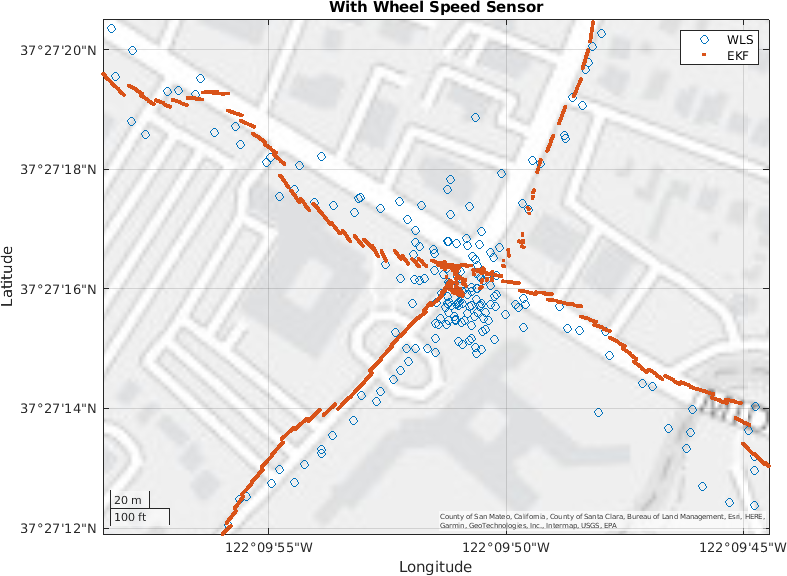 With Wheel Speed Sensor
37°27'20"N
37°27'18"N
37°27'16"N
37°27'14"N
37°27'12"N
Latitude
WLS
EKF
20 m
100 ft
County of San Mateo, California, County of Santa Clara, Bureau of Land Management, Esri, HERE,
Garmin, GeoTechnologies, Inc., Intermap, USGS, EPA
122°09'55"W
122°09'50"W
122°09'45"W
Longitude